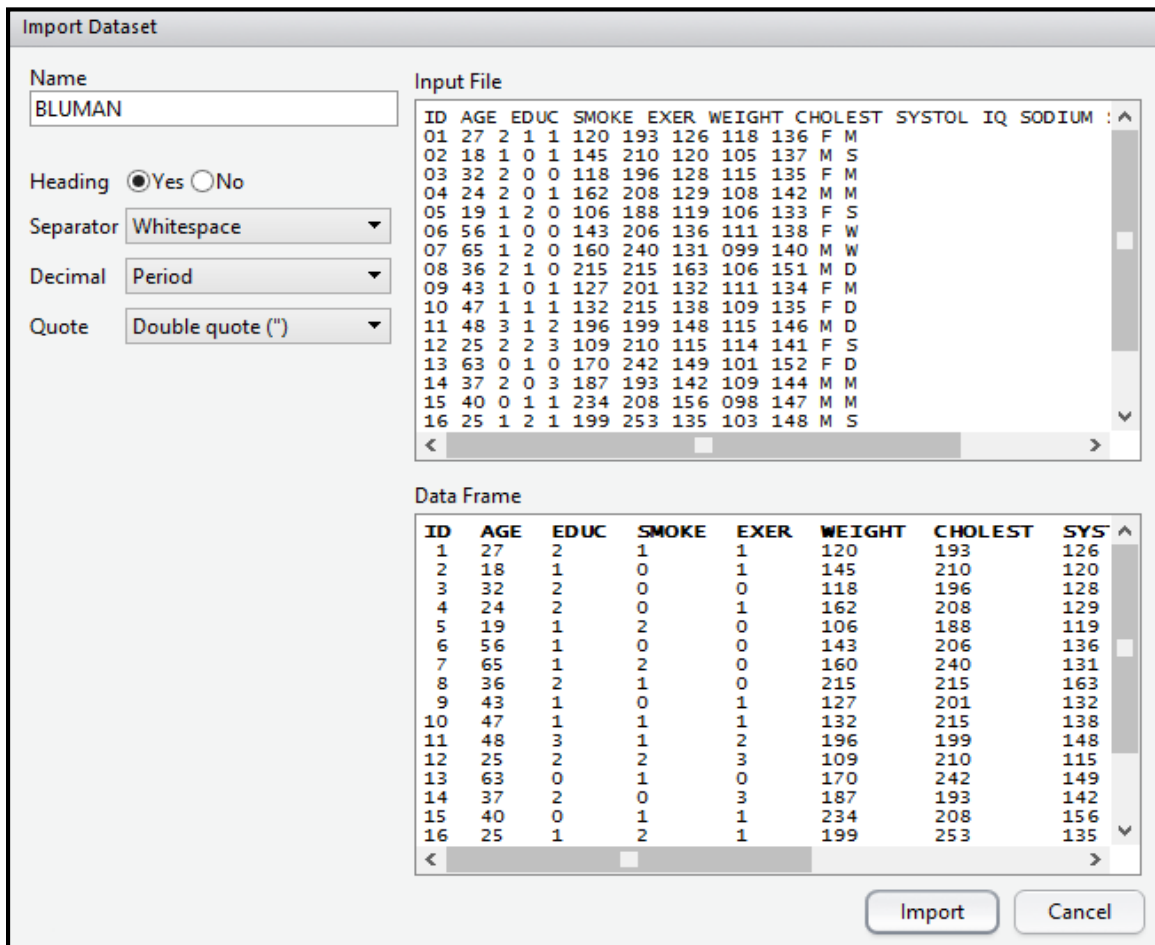 Import Dataset
Name
BLUMAN
Heading Yes No
Separator Whitespace
Decimal Period
Quote Double quote (")
Input File
ID AGE EDUC SMOKE EXER WEIGHT CHOLEST SYSTOL IQ SODIUM
01 27 2 1 1 120 193 126 118 136 F M
02 18 1 0 1 145 210 120 105 137 M S
03 32 2 0 0 118 196 128 115 135 F M
04 24 2 0 1 162 208 129 108 142 M M
05 19 1 2 0 106 188 119 106 133 F S
06 56 1 0 0 143 206 136 111 138 F W
07 65 1 2 0 160 240 131 099 140 M W
08 36 2 1 0 215 215 163 106 151 M D
09 43 1 0 1 127 201 132 111 134 F M
10 47 1 1 1 132 215 138 109 135 F D
11 48 3 1 2 196 199 148 115 146 M D
12 25 2 2 3 109 210 115 114 141 F S
13 63 0 1 0 170 242 149 101 152 F D
14 37 2 0 3 187 193 142 109 144 M M
15 40 0 1 1 234 208 156 098 147 M M
16 25 1 2 1 199 253 135 103 148 M S
Data Frame
ID AGE EDUC SMOKE EXER WEIGHT CHOLEST SYS
1 27 2 1 1 120 193 126
2 18 1 0 1 145 210 120
3 32 2 0 0 118 196 128
4 24 2 0 1 162 208 129
5 19 1 2 0 106 188 119
6 56 1 0 0 143 206 136
7 65 1 2 0 160 240 131
8 36 2 1 0 215 215 163
9 43 1 0 1 127 201 132
10 47 1 1 1 132 215 138
11 48 3 1 2 196 199 148
12 25 2 2 3 109 210 115
13 63 0 1 0 170 242 149
14 37 2 0 3 187 193 142
15 40 0 1 1 234 208 156
16 25 1 2 1 199 253 135
Import Cancel